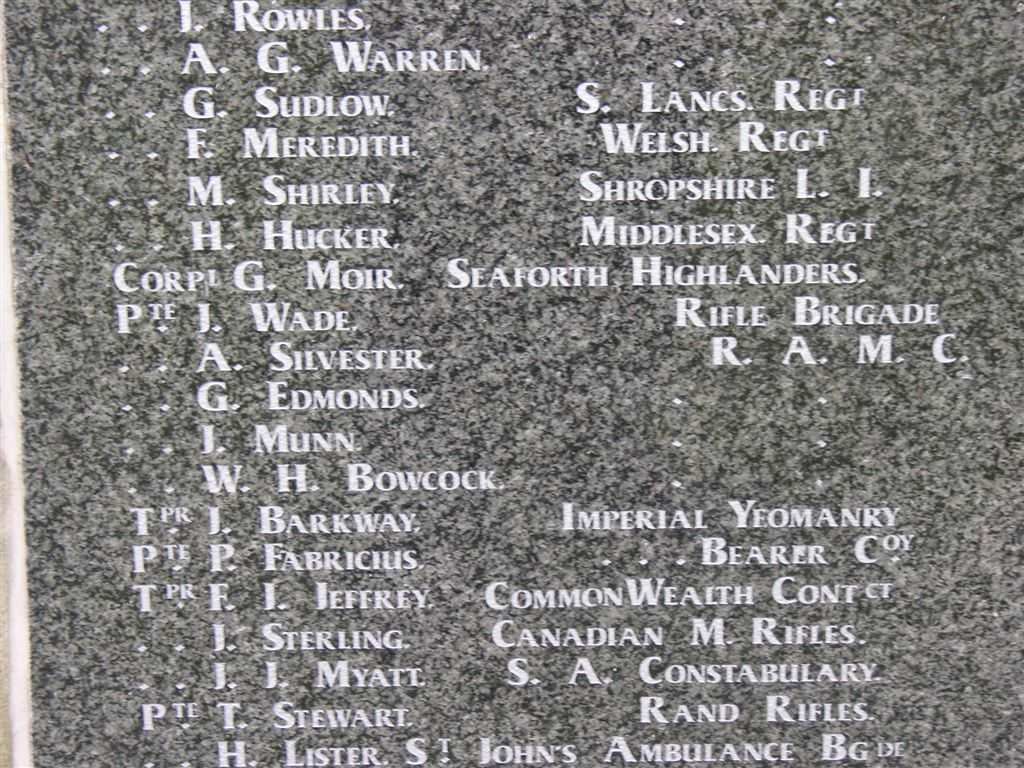 . . J. ROWLES. . .
. . A. G. WARREN. . .
. . G. SUDLOW. S. LANCS. REGT
. . F. MEREDITH. WELSH. REGT
. . M. SHIRLEY. SHROPSHIRE L. I.
. . H. HUCKER. MIDDLESEX. REGT
CORPL G. MOIR. SEAFORTH HIGHLANDERS.
PTE J. WADE. RIFLE BRIGADE
. . A. SILVESTER. R. A. M. C.
. . G. EDMONDS. . .
. . J. MUNN . .
. . W. H. BOWCOCK. . .
TPR J. BARKWAY. IMPERIAL YEOMANRY
PTE P. FABRICIUS. . . . BEARER COY
TPR F. J. JEFFREY. COMMONWEALTH CONTCT
. . J. STERLING. CANADIAN M. RIFLES.
. . J. J. MYATT. S. A. CONSTABULARY.
PTE T. STEWART. RAND RIFLES.
. . H. LISTER. ST JOHN'S AMBULANCE BGDE